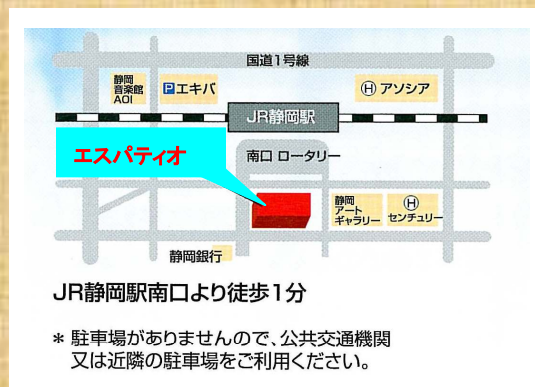 国道1号線
静岡
音楽館
AOI
Pエキパ
Hアソシア
JR静岡駅
エスパティオ
南口 ロータリー
静岡
アート
ギャラリー
H
センチュリー
静岡銀行
JR静岡駅南口より徒歩1分
* 駐車場がありませんので、公共交通機関
又は近隣の駐車場をご利用ください。